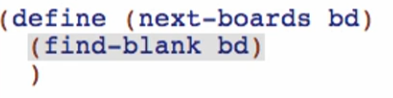 (define (next-boards bd)
(find-blank bd)
)